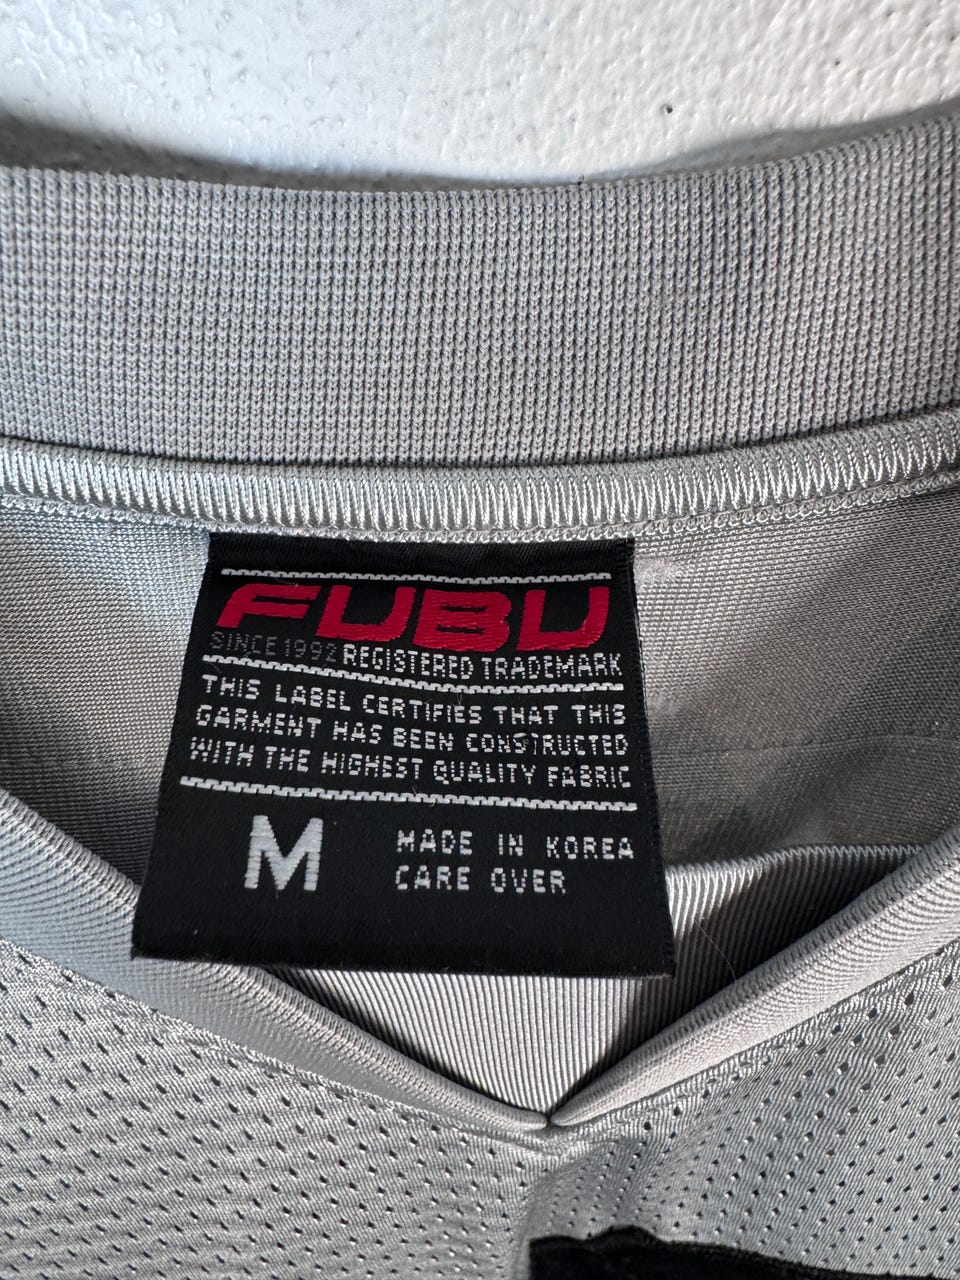 FUBU
SINCE 1992 REGISTERED TRADEMARK
THIS LABEL CERTIFIES THAT THIS
GARMENT HAS BEEN CONSTRUCTED
WITH THE HIGHEST QUALITY FABRIC
M
MADE IN KOREA
CARE OVER